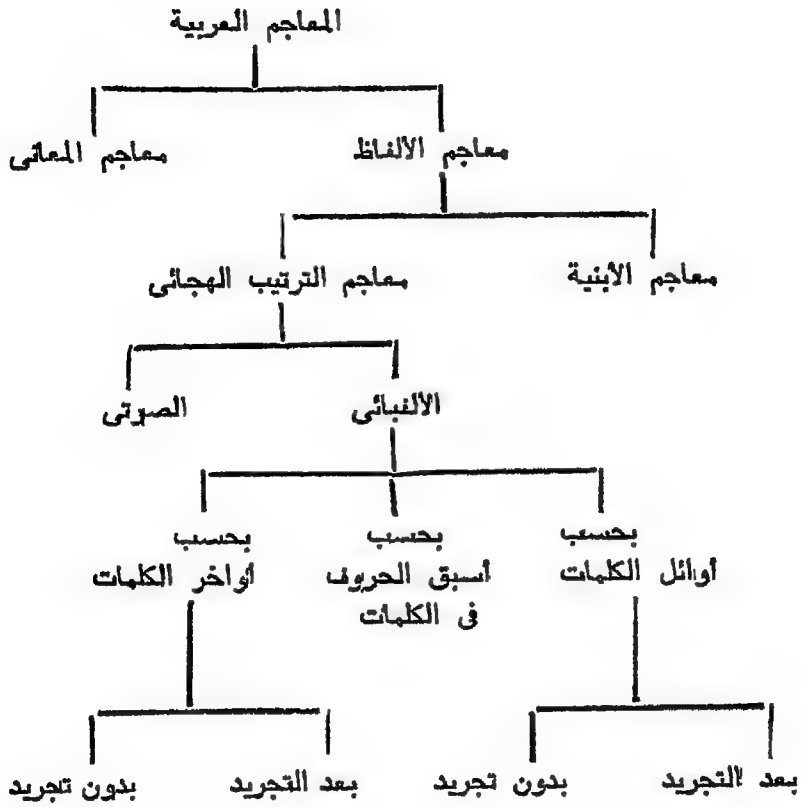 المعاجم العربية
معاجم الألفاظ
معاجم المعانى
معاجم الأبنية
معاجم الترتيب الهجائى
الألفبائى
الصوتى
بحسب
أوائل الكلمات
بحسب
أسبق الحروف
فى الكلمات
بحسب
أواخر الكلمات
بعد التجريد
بدون تجريد
بعد التجريد
بدون تجريد